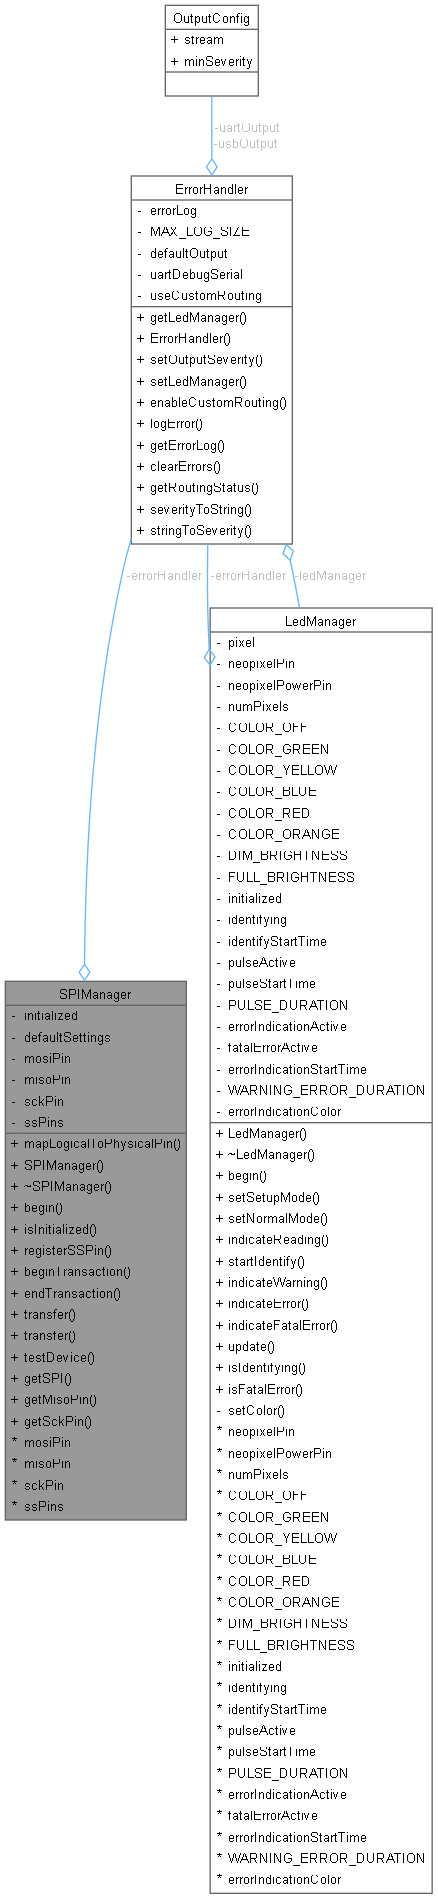 OutputConfig
+ stream
+ minSeverity
-uartOutput
-usbOutput
ErrorHandler
- errorLog
- MAX_LOG_SIZE
- defaultOutput
- uartDebugSerial
- useCustomRouting
+ getLedManager()
+ ErrorHandler()
+ setOutputSeverity()
+ setLedManager()
+ enableCustomRouting()
+ logError()
+ getErrorLog()
+ clearErrors()
+ getRoutingStatus()
+ severityToString()
+ stringToSeverity()
-errorHandler
-errorHandler
-ledManager
LedManager
- pixel
- neopixelPin
- neopixelPowerPin
- numPixels
- COLOR_OFF
- COLOR_GREEN
- COLOR_YELLOW
- COLOR_BLUE
- COLOR_RED
- COLOR_ORANGE
- DIM_BRIGHTNESS
- FULL_BRIGHTNESS
- initialized
- identifying
- identifyStartTime
- pulseActive
- pulseStartTime
- PULSE_DURATION
- errorIndicationActive
- fatalErrorActive
- errorIndicationStartTime
- WARNING_ERROR_DURATION
- errorIndicationColor
+ LedManager()
+ ~LedManager()
+ begin()
+ setSetupMode()
+ setNormalMode()
+ indicateReading()
+ startIdentify()
+ indicateWarning()
+ indicateError()
+ indicateFatalError()
+ update()
+ isIdentifying()
+ isFatalError()
- setColor()
* neopixelPin
* neopixelPowerPin
* numPixels
* COLOR_OFF
* COLOR_GREEN
* COLOR_YELLOW
* COLOR_BLUE
* COLOR_RED
* COLOR_ORANGE
* DIM_BRIGHTNESS
* FULL_BRIGHTNESS
* initialized
* identifying
* identifyStartTime
* pulseActive
* pulseStartTime
* PULSE_DURATION
* errorIndicationActive
* fatalErrorActive
* errorIndicationStartTime
* WARNING_ERROR_DURATION
* errorIndicationColor
SPIManager
- initialized
- defaultSettings
- mosiPin
- misoPin
- sckPin
- ssPins
+ mapLogicalToPhysicalPin()
+ SPIManager()
+ ~SPIManager()
+ begin()
+ isInitialized()
+ registerSSPin()
+ beginTransaction()
+ endTransaction()
+ transfer()
+ transfer()
+ testDevice()
+ getSPI()
+ getMisoPin()
+ getSckPin()
* mosiPin
* misoPin
* sckPin
* ssPins